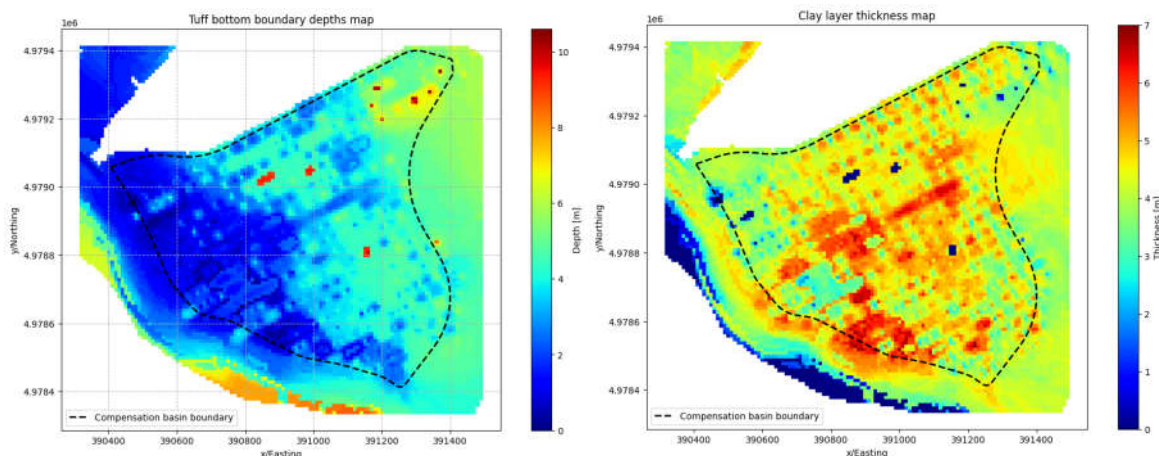 Tuff bottom boundary depths map
1e6
4.9794
4.9792
4.9790
4.9788
4.9786
4.9784
y/Northing
390400 390600 390800 391000 391200 391400
x/Easting
Compensation basin boundary
10
8
6
4
2
0
Depth [m]
Clay layer thickness map
1e6
4.9794
4.9792
4.9790
4.9788
4.9786
4.9784
y/Northing
390400 390600 390800 391000 391200 391400
x/Easting
Compensation basin boundary
7
6
5
4
3
2
1
0
Thickness [m]